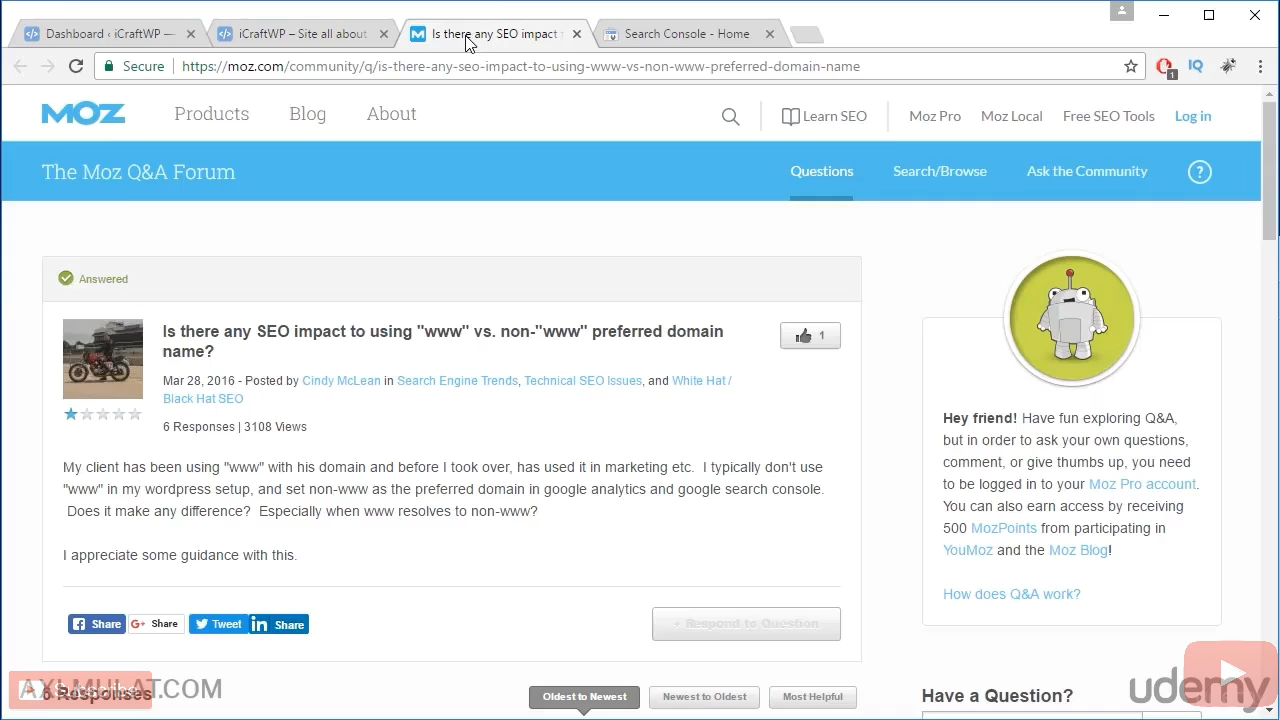 Dashboard ‹ iCraftWP —
iCraftWP – Site all about
Is there any SEO impact
Search Console - Home
Secure
https://moz.com/community/q/is-there-any-seo-impact-to-using-www-vs-non-www-preferred-domain-name
1
IQ
MOZ
Products
Blog
About
Learn SEO
Moz Pro
Moz Local
Free SEO Tools
Log in
The Moz Q&A Forum
Questions
Search/Browse
Ask the Community
?
Answered
Is there any SEO impact to using "www" vs. non-"www" preferred domain
name?
1
Mar 28, 2016 - Posted by Cindy McLean in Search Engine Trends, Technical SEO Issues, and White Hat /
Black Hat SEO
6 Responses | 3108 Views
My client has been using "www" with his domain and before I took over, has used it in marketing etc.  I typically don't use
"www" in my wordpress setup, and set non-www as the preferred domain in google analytics and google search console.
Does it make any difference?  Especially when www resolves to non-www?
I appreciate some guidance with this.
Share
G+ Share
Tweet
in Share
+ Respond to Question
Hey friend! Have fun exploring Q&A,
but in order to ask your own questions,
comment, or give thumbs up, you need
to be logged in to your Moz Pro account.
You can also earn access by receiving
500 MozPoints from participating in
YouMoz and the Moz Blog!
How does Q&A work?
6 Responses
Oldest to Newest
Newest to Oldest
Most Helpful
Have a Question?
udemy